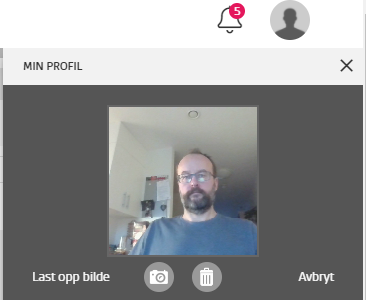 5
MIN PROFIL
Last opp bilde
Avbryt